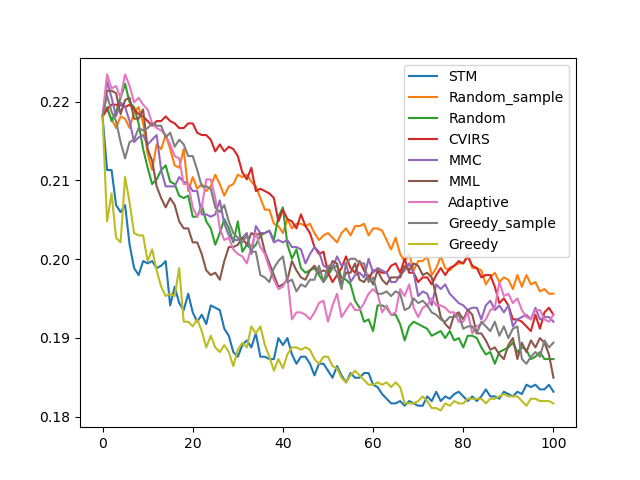 0.22
0.21
0.20
0.19
0.18
0
20
40
60
80
100
STM
Random_sample
Random
CVIRS
MMC
MML
Adaptive
Greedy_sample
Greedy